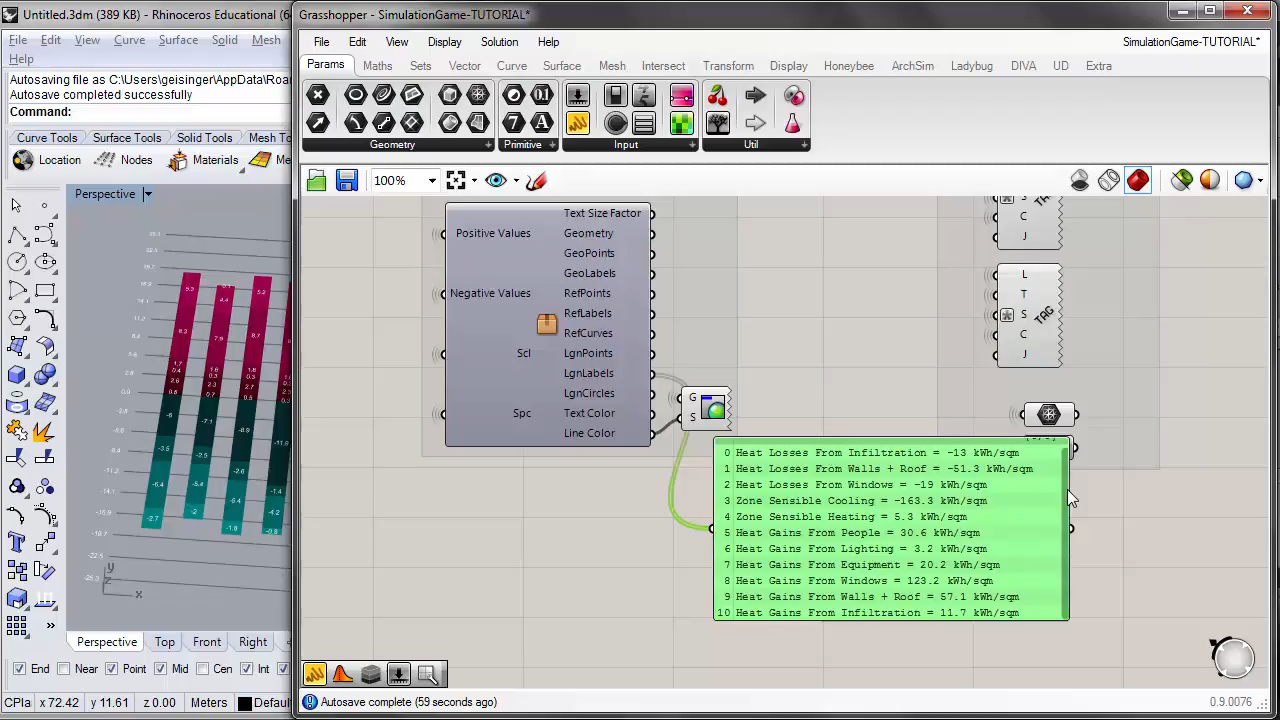 Untitled.3dm (389 KB) - Rhinoceros Educational (6
File Edit View Curve Surface Solid Mesh
Help
Autosaving file as C:\Users\geisinger\AppData\Roa
Autosave completed successfully
Command:
Curve Tools Surface Tools Solid Tools Mesh To
Location Nodes Materials Me
Perspective
Perspective Top Front Right
End Near Point Mid Cen Int
CPla x 72.42 y 11.61 z 0.00 Meters Defau
Grasshopper - SimulationGame-TUTORIAL*
File Edit View Display Solution Help SimulationGame-TUTORIAL*
Params Maths Sets Vector Curve Surface Mesh Intersect Transform Display Honeybee ArchSim Ladybug DIVA UD Extra
Geometry Primitive Input Util
100%
Text Size Factor
Positive Values Geometry
GeoPoints
GeoLabels
Negative Values RefPoints
RefLabels
RefCurves
Scl LgnPoints
LgnLabels
LgnCircles
Spc Text Color
Line Color
G
S
S
C
J
TAG
L
T
S
C
J
TAG
0 Heat Losses From Infiltration = -13 kWh/sqm
1 Heat Losses From Walls + Roof = -51.3 kWh/sqm
2 Heat Losses From Windows = -19 kWh/sqm
3 Zone Sensible Cooling = -163.3 kWh/sqm
4 Zone Sensible Heating = 5.3 kWh/sqm
5 Heat Gains From People = 30.6 kWh/sqm
6 Heat Gains From Lighting = 3.2 kWh/sqm
7 Heat Gains From Equipment = 20.2 kWh/sqm
8 Heat Gains From Windows = 123.2 kWh/sqm
9 Heat Gains From Walls + Roof = 57.1 kWh/sqm
10 Heat Gains From Infiltration = 11.7 kWh/sqm
Autosave complete (59 seconds ago) 0.9.0076